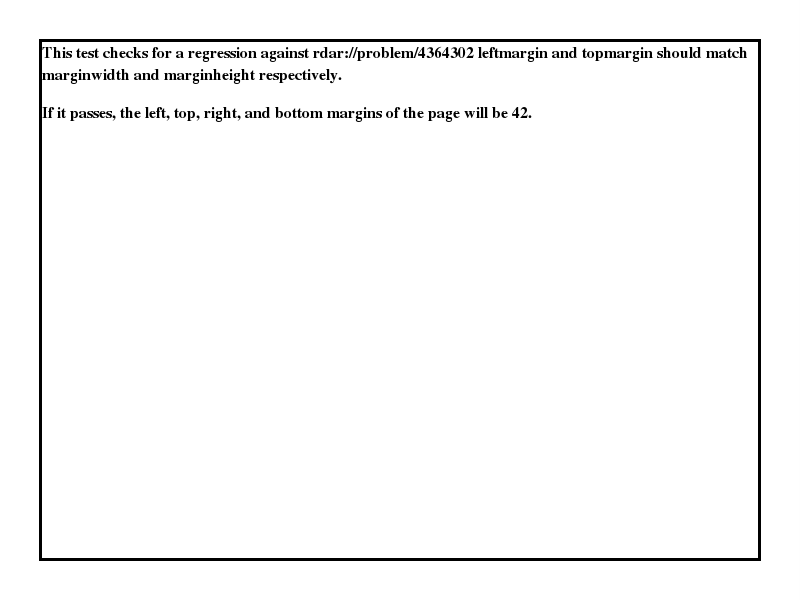 This test checks for a regression against rdar://problem/4364302 leftmargin and topmargin should match
marginwidth and marginheight respectively.
If it passes, the left, top, right, and bottom margins of the page will be 42.